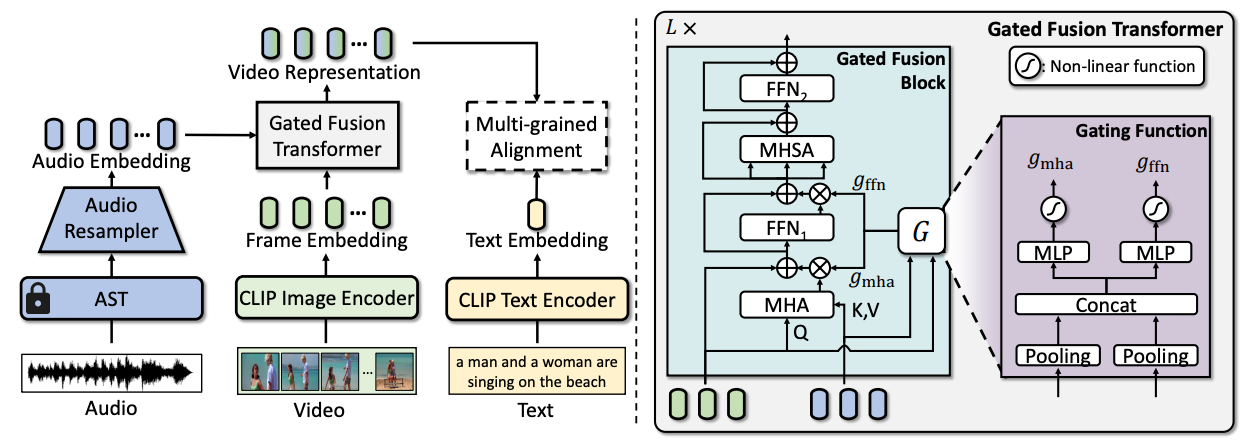 Video Representation
Gated Fusion
Transformer
Multi-grained
Alignment
Audio Embedding
Audio
Resampler
Frame Embedding
Text Embedding
AST
CLIP Image Encoder
CLIP Text Encoder
...
a man and a woman are
singing on the beach
Audio
Video
Text
L ×
Gated Fusion Transformer
: Non-linear function
Gated Fusion
Block
FFN2
MHSA
gffn
FFN1
gmha
MHA
K,V
Q
G
Gating Function
gmha
gffn
MLP
MLP
Concat
Pooling
Pooling